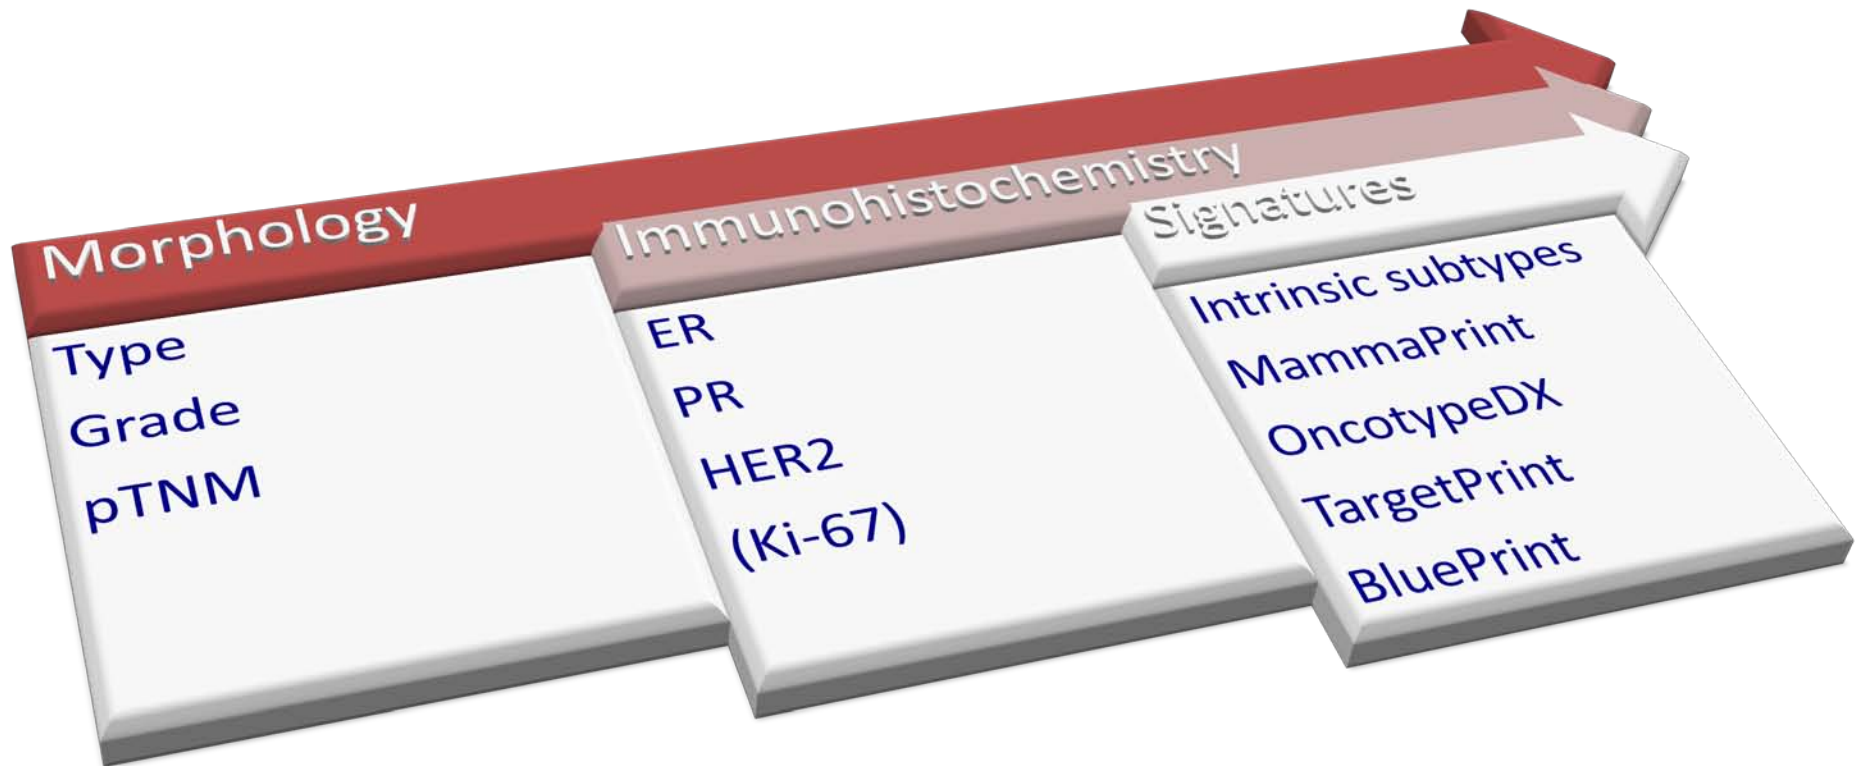 Morphology
Type
Grade
pTNM
Immunohistochemistry
ER
PR
HER2
(Ki-67)
Signatures
Intrinsic subtypes
MammaPrint
OncotypeDX
TargetPrint
BluePrint